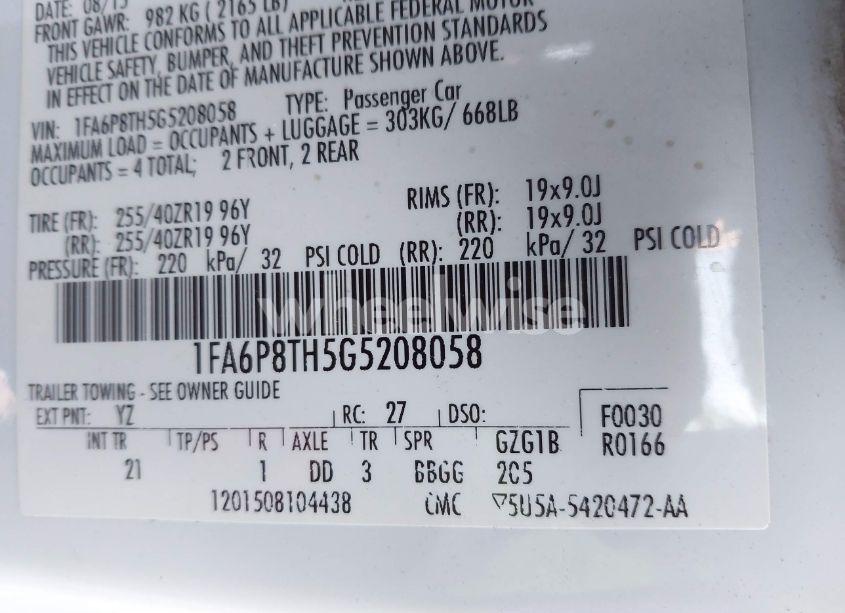 DATE: 08/15
FRONT GAWR: 982 KG ( 2165 LB)
THIS VEHICLE CONFORMS TO ALL APPLICABLE FEDERAL MOTOR
VEHICLE SAFETY, BUMPER, AND THEFT PREVENTION STANDARDS
IN EFFECT ON THE DATE OF MANUFACTURE SHOWN ABOVE.
VIN: 1FA6P8TH5G5208058 TYPE: Passenger Car
MAXIMUM LOAD = OCCUPANTS + LUGGAGE = 303KG/ 668LB
OCCUPANTS = 4 TOTAL; 2 FRONT, 2 REAR
TIRE (FR): 255/40ZR19 96Y RIMS (FR): 19x9.0J
(RR): 255/40ZR19 96Y (RR): 19x9.0J
PRESSURE (FR): 220 kPa/ 32 PSI COLD (RR): 220 kPa/ 32 PSI COLD
wheelwise
1FA6P8TH5G5208058
TRAILER TOWING - SEE OWNER GUIDE
EXT PNT: YZ RC: 27 DSO: F0030
INT TR TP/PS R AXLE TR SPR GZG1B R0166
21 1 DD 3 BBGG 2C5
1201508104438 CMC ▽5U5A-5420472-AA